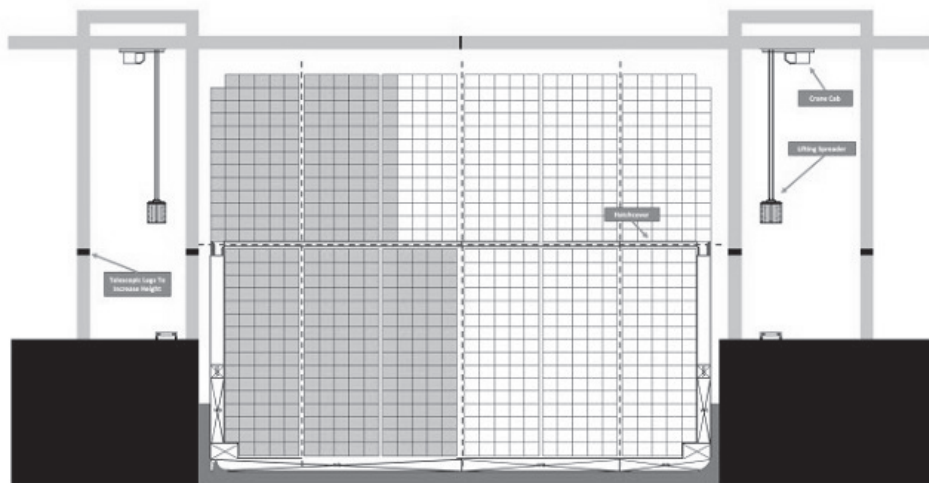 Crane Cab
Lifting Spreader
Hatchcover
Telescopic Legs To
Increase Height